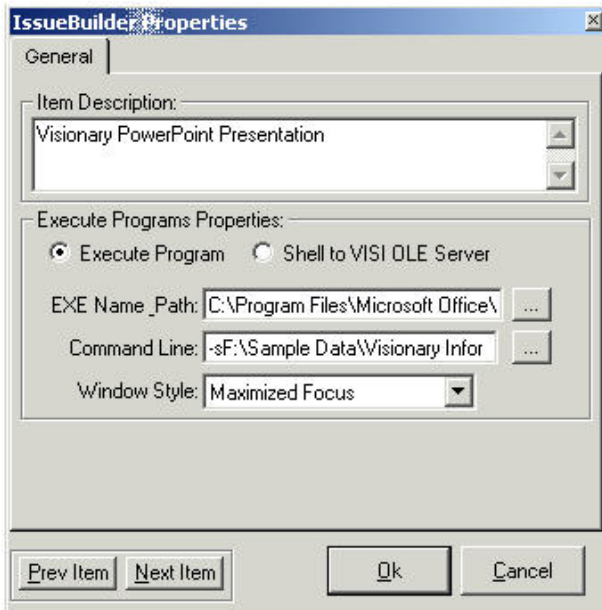 IssueBuilder Properties
General
Item Description:
Visionary PowerPoint Presentation
Execute Programs Properties:
Execute Program Shell to VISI OLE Server
EXE Name _Path: C:\Program Files\Microsoft Office\ ...
Command Line: -sF:\Sample Data\Visionary Infor ...
Window Style: Maximized Focus
Prev Item Next Item Ok Cancel